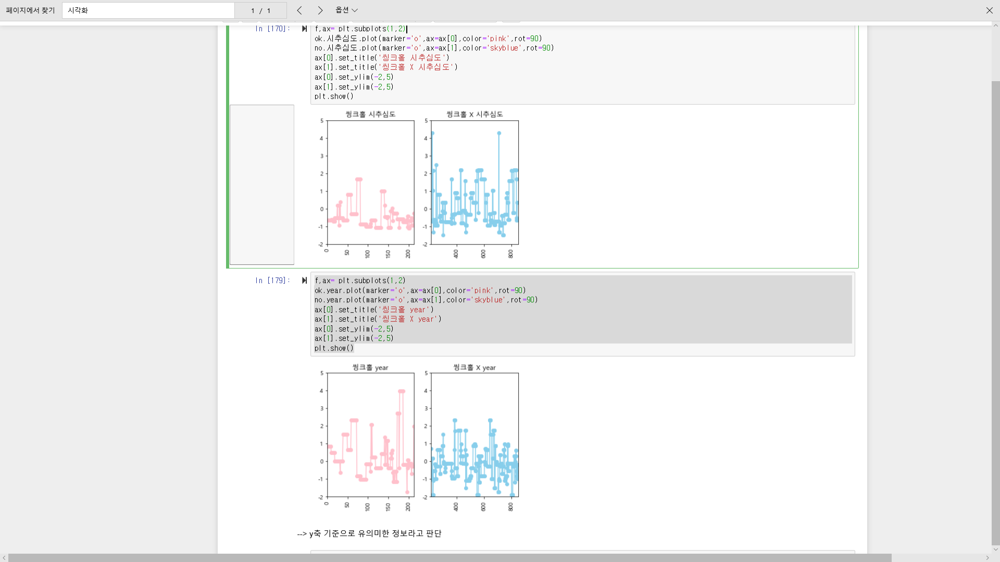 페이지에서 찾기
시각화
1 / 1
옵션
In [170]:
f,ax= plt.subplots(1,2)
ok.시추심도.plot(marker='o',ax=ax[0],color='pink',rot=90)
no.시추심도.plot(marker='o',ax=ax[1],color='skyblue',rot=90)
ax[0].set_title('씽크홀 시추심도')
ax[1].set_title('씽크홀 X 시추심도')
ax[0].set_ylim(-2,5)
ax[1].set_ylim(-2,5)
plt.show()
씽크홀 시추심도
5
4
3
2
1
0
-1
-2
0
50
100
150
200
씽크홀 X 시추심도
5
4
3
2
1
0
-1
-2
400
600
800
In [179]:
f,ax= plt.subplots(1,2)
ok.year.plot(marker='o',ax=ax[0],color='pink',rot=90)
no.year.plot(marker='o',ax=ax[1],color='skyblue',rot=90)
ax[0].set_title('씽크홀 year')
ax[1].set_title('씽크홀 X year')
ax[0].set_ylim(-2,5)
ax[1].set_ylim(-2,5)
plt.show()
씽크홀 year
5
4
3
2
1
0
-1
-2
0
50
100
150
200
씽크홀 X year
5
4
3
2
1
0
-1
-2
400
600
800
--> y축 기준으로 유의미한 정보라고 판단